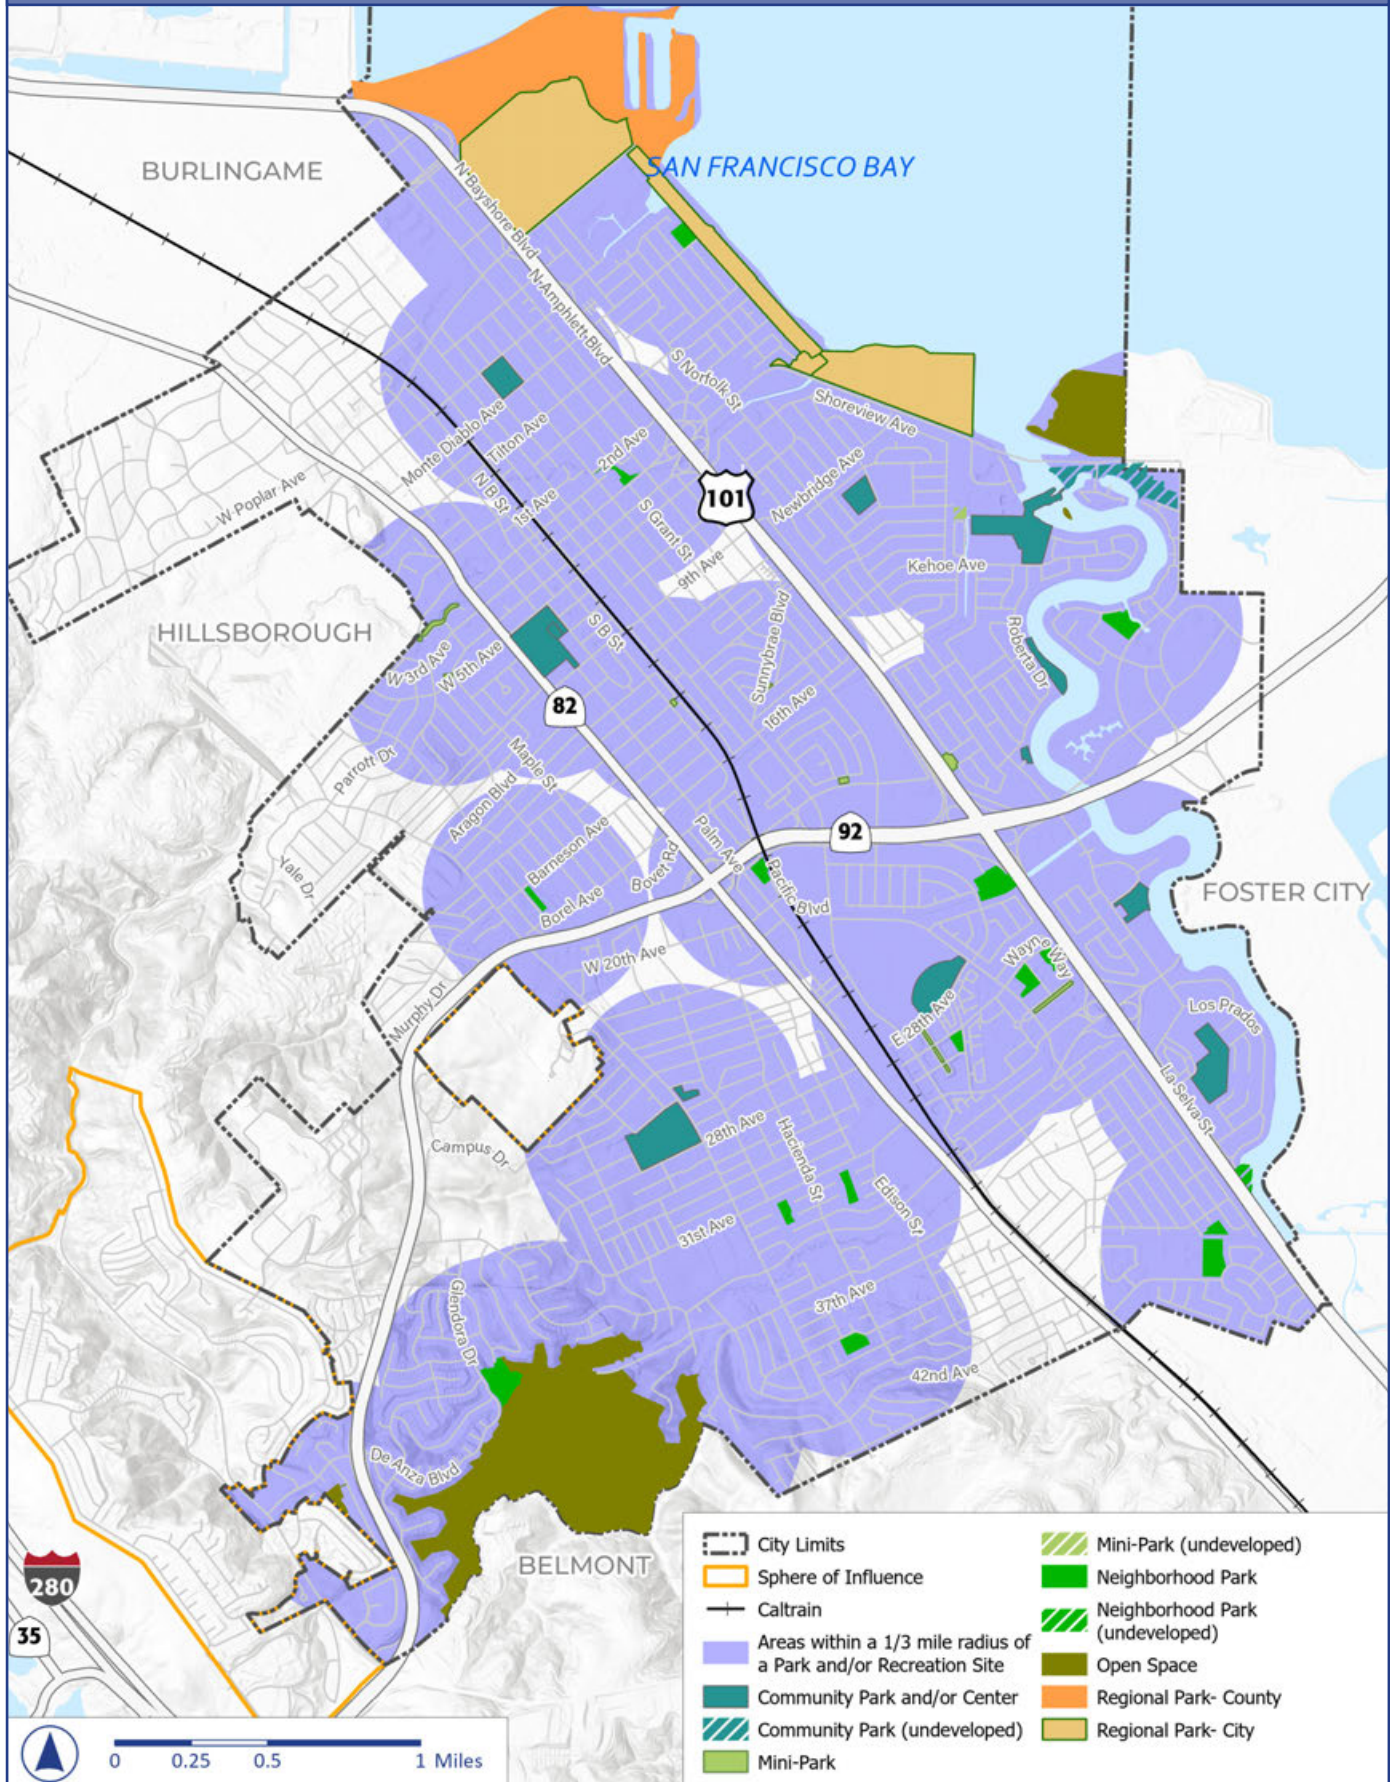 BURLINGAME
SAN FRANCISCO BAY
N Bayshore Blvd
N Amphlett Blvd
S Norfolk St
Shoreview Ave
Monte Diablo Ave
Tilton Ave
2nd Ave
N B St
1st Ave
101
Newbridge Ave
W Poplar Ave
S Grant St
9th Ave
Kehoe Ave
HILLSBOROUGH
S B St
Sunnybrae Blvd
Roberta Dr
W 3rd Ave
W 5th Ave
82
16th Ave
Parrott Dr
Maple St
Aragon Blvd
Barneson Ave
Palm Ave
92
Bovet Rd
Yale Dr
Borel Ave
Pacific Blvd
FOSTER CITY
W 20th Ave
Wayne Way
Murphy Dr
E 28th Ave
Los Prados
La Selva St
28th Ave
Campus Dr
Hacienda St
Edison St
31st Ave
Glendora Dr
37th Ave
42nd Ave
De Anza Blvd
BELMONT
280
35
City Limits
Sphere of Influence
Caltrain
Areas within a 1/3 mile radius of
a Park and/or Recreation Site
Community Park and/or Center
Community Park (undeveloped)
Mini-Park
Mini-Park (undeveloped)
Neighborhood Park
Neighborhood Park
(undeveloped)
Open Space
Regional Park- County
Regional Park- City
0 0.25 0.5 1 Miles